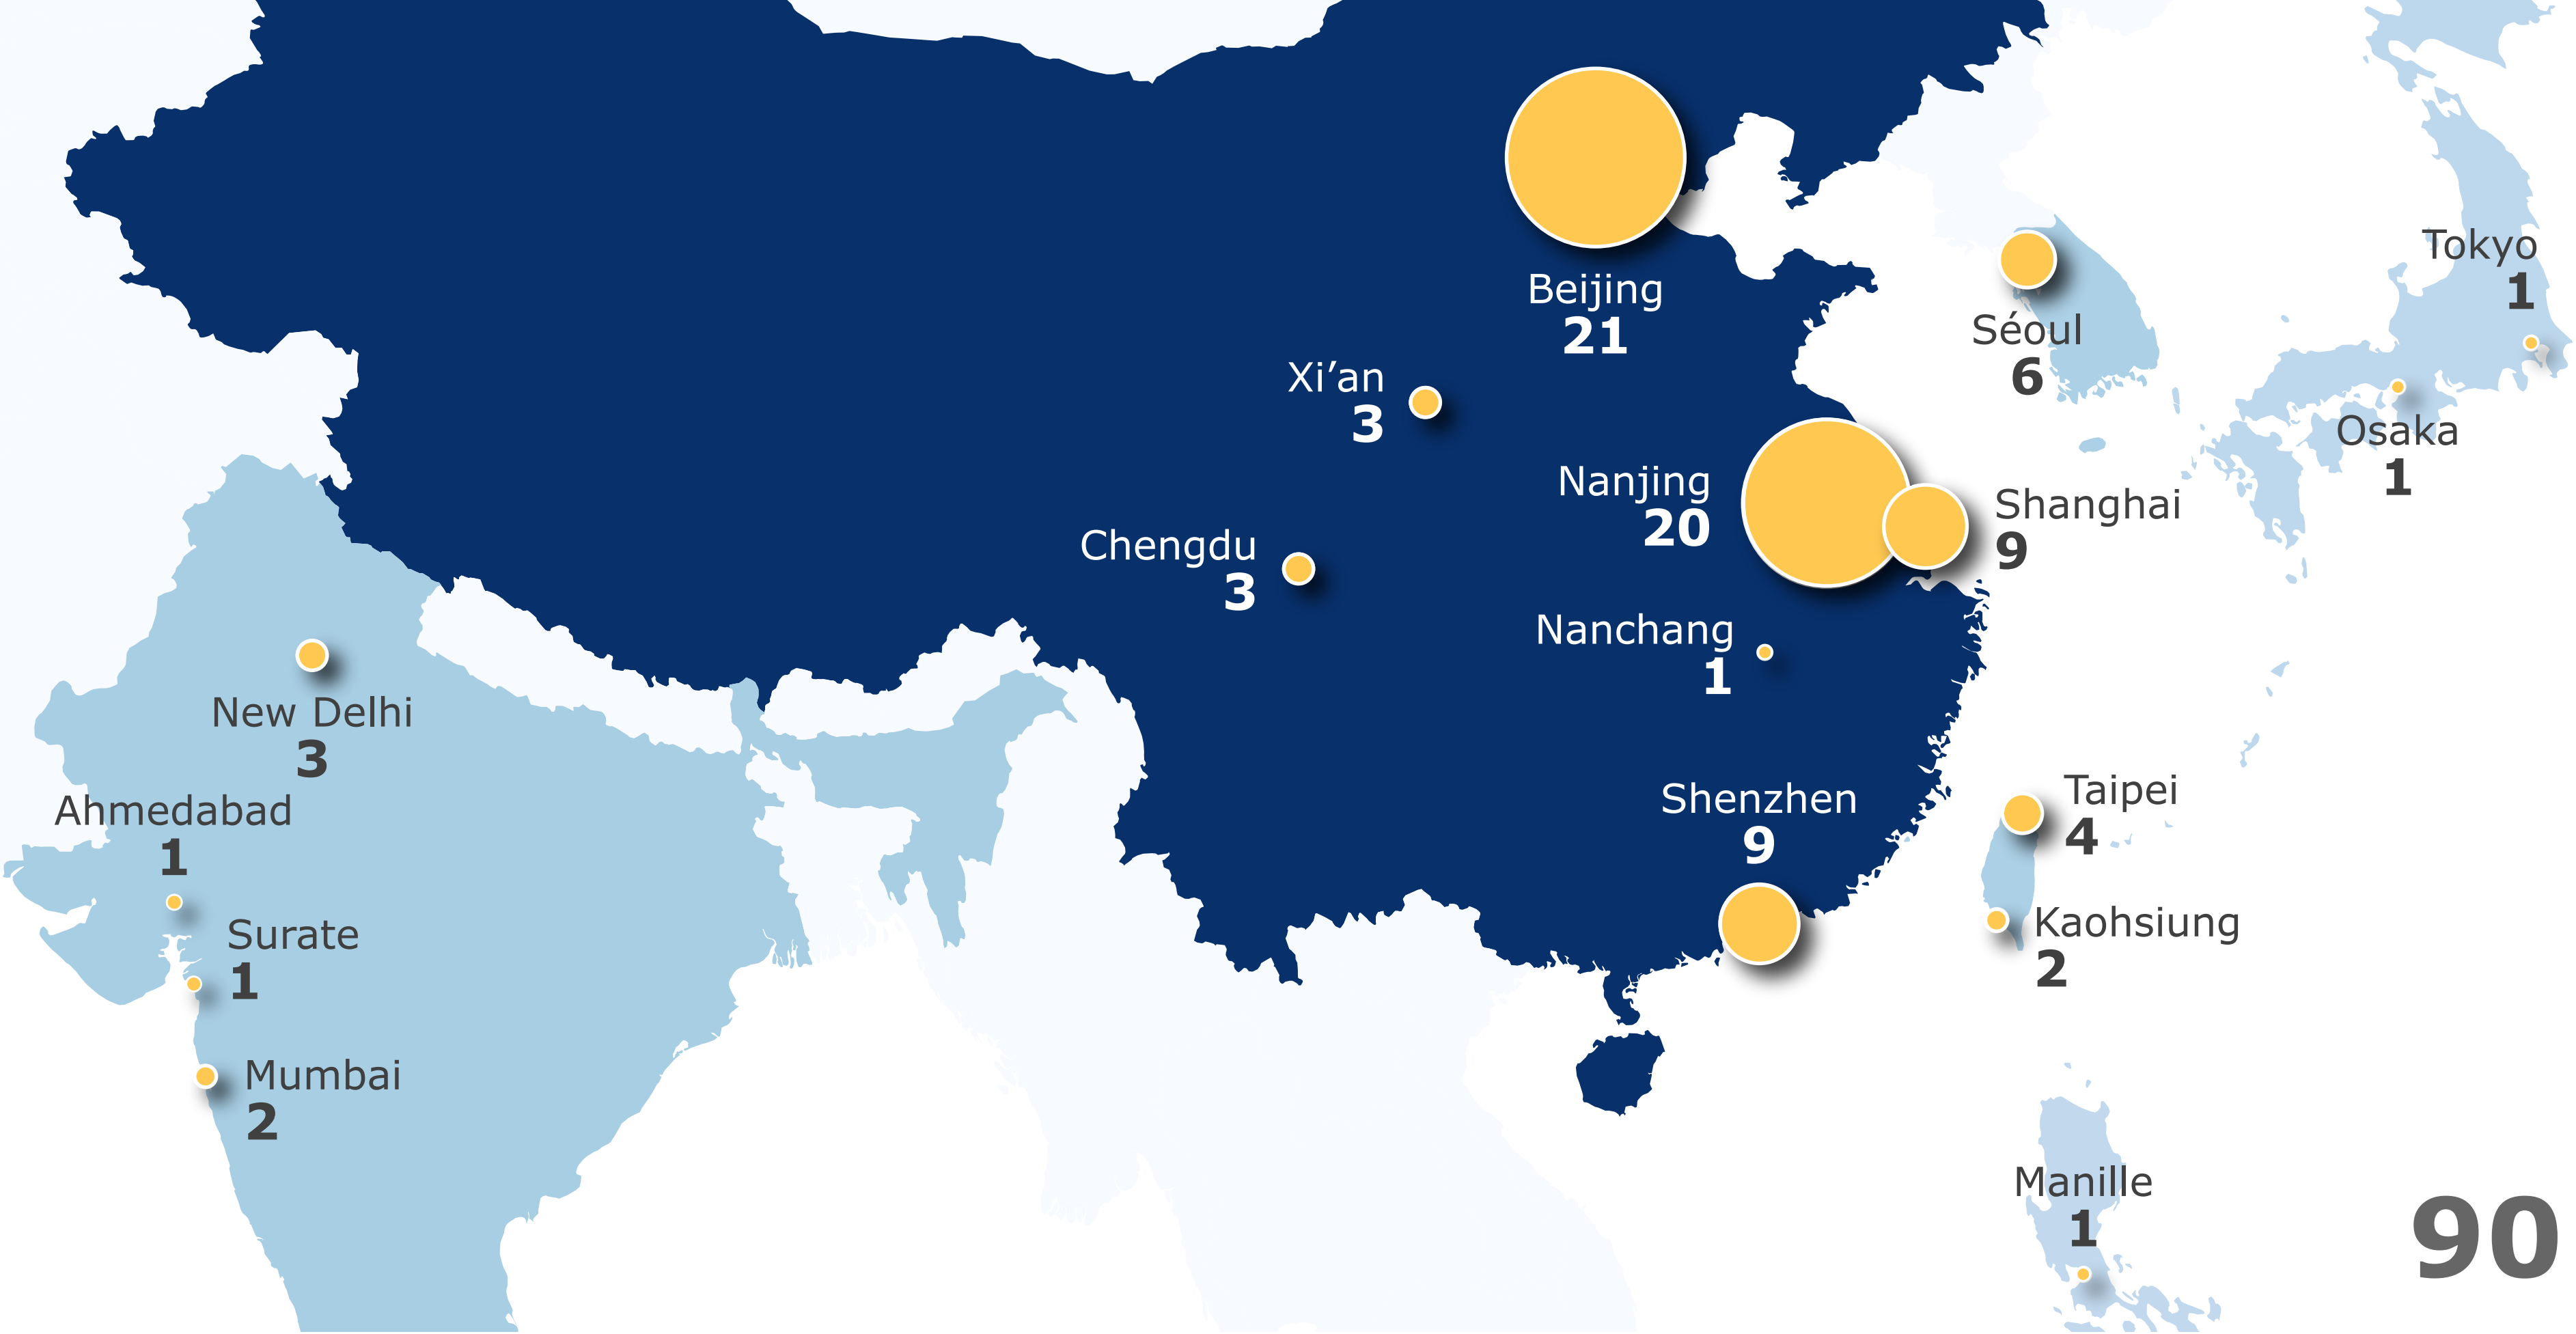 Beijing
21
Tokyo
1
Séoul
6
Xi’an
3
Osaka
1
Nanjing
20
Shanghai
9
Chengdu
3
Nanchang
1
New Delhi
3
Ahmedabad
1
Shenzhen
9
Taipei
4
Surate
1
Kaohsiung
2
Mumbai
2
Manille
1
90